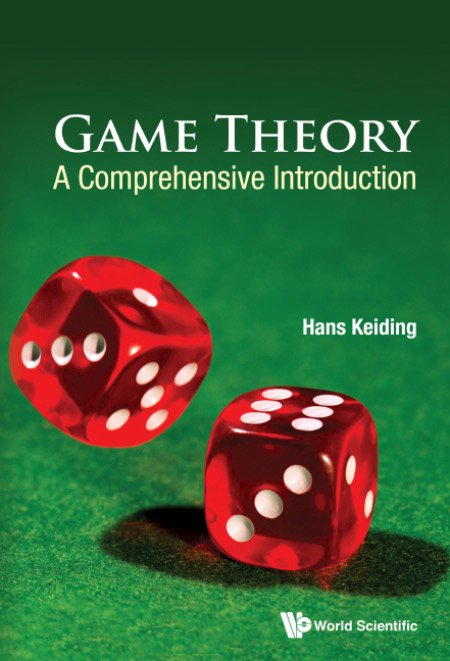 GAME THEORY
A Comprehensive Introduction
Hans Keiding
World Scientific